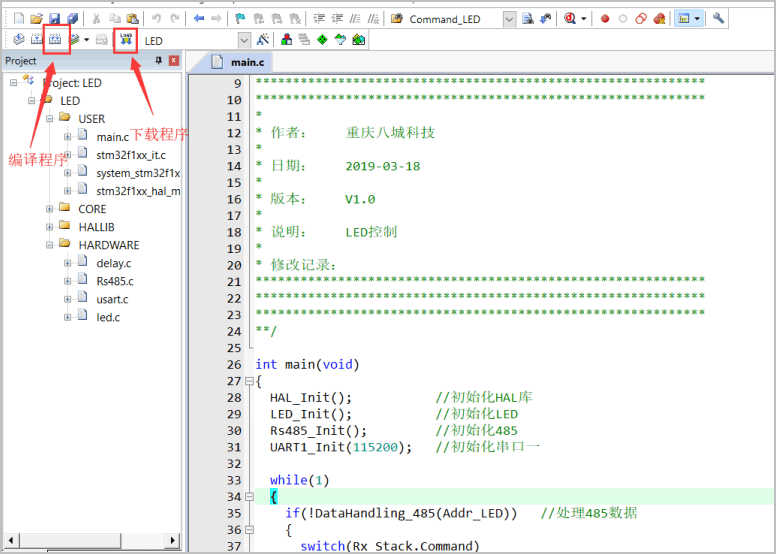 Command_LED
LOAD
LED
Project
main.c
Project: LED
LED
USER
main.c
stm32f1xx_it.c
system_stm32f1x
stm32f1xx_hal_m
CORE
HALLIB
HARDWARE
delay.c
Rs485.c
usart.c
led.c
编译程序
下载程序
9 *************************************************************
10 *************************************************************
11 *
12 * 作者: 重庆八城科技
13 *
14 * 日期: 2019-03-18
15 *
16 * 版本: V1.0
17 *
18 * 说明: LED控制
19 *
20 * 修改记录:
21 *************************************************************
22 *************************************************************
23 *************************************************************
24 **/
25
26 int main(void)
27 {
28 HAL_Init(); //初始化HAL库
29 LED_Init(); //初始化LED
30 Rs485_Init(); //初始化485
31 UART1_Init(115200); //初始化串口一
32
33 while(1)
34 {
35 if(!DataHandling_485(Addr_LED)) //处理485数据
36 {
37 switch(Rx_Stack.Command)